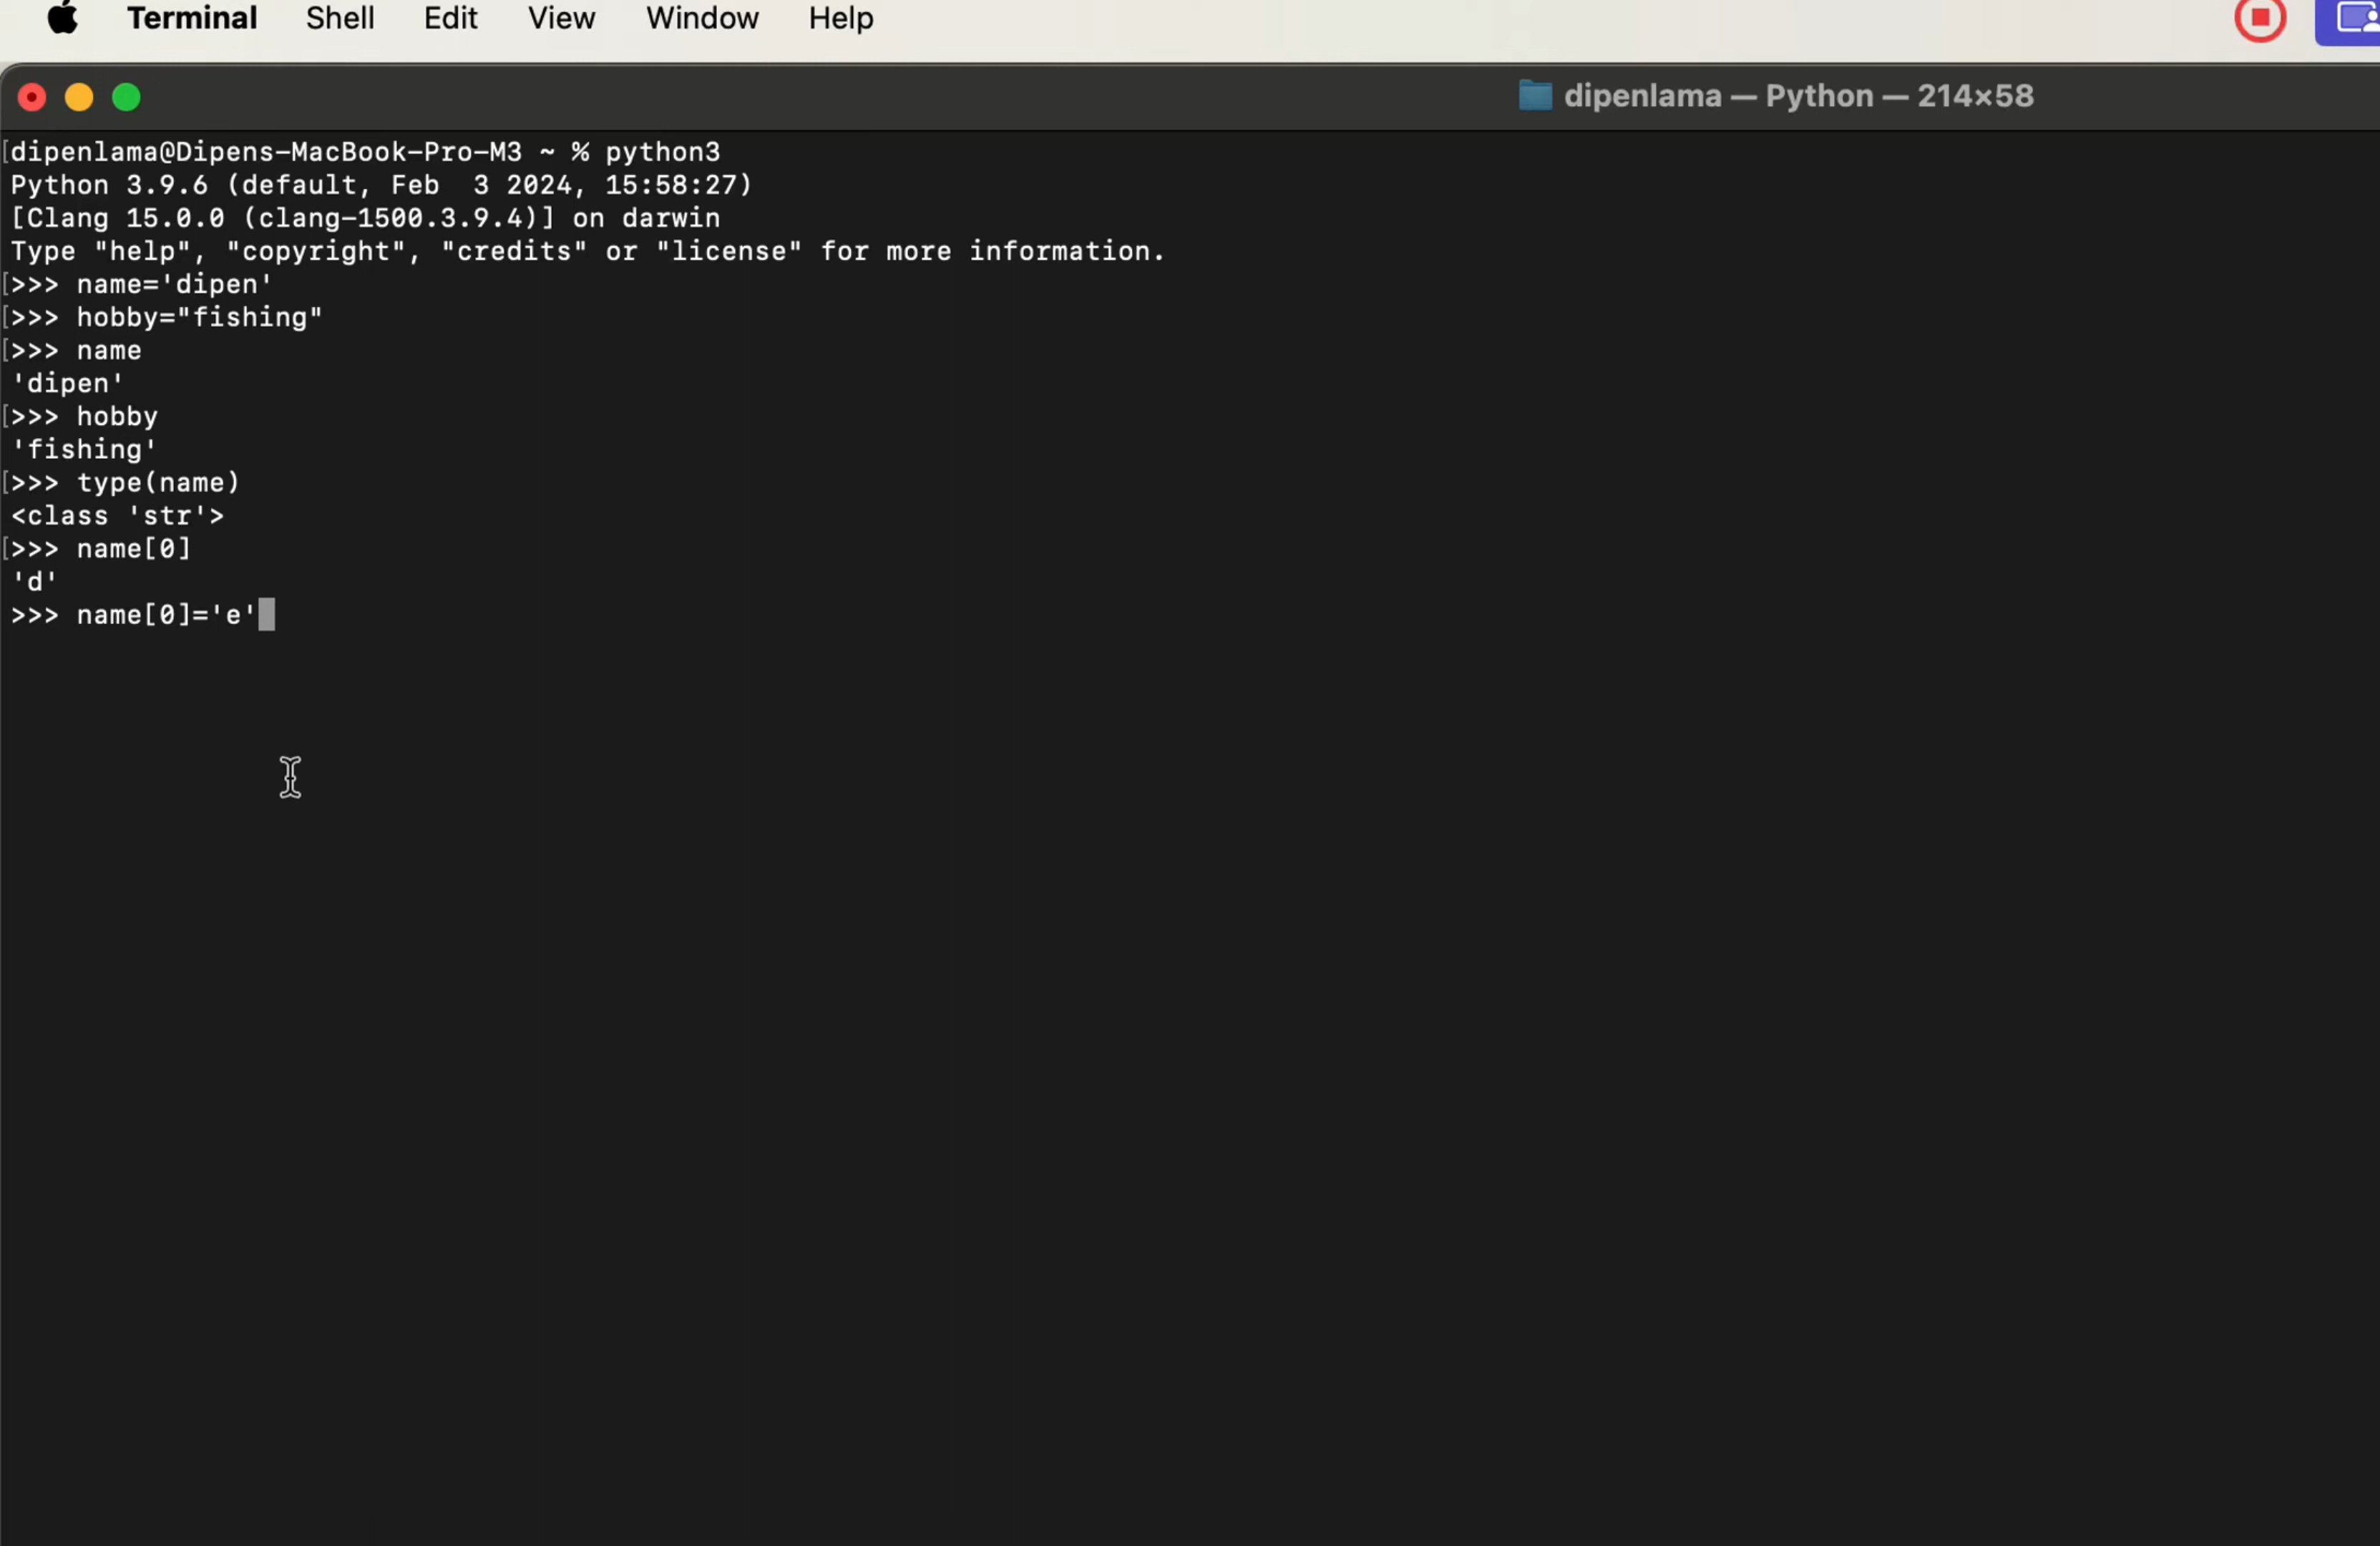 Terminal Shell Edit View Window Help
dipenlama — Python — 214×58
[dipenlama@Dipens-MacBook-Pro-M3 ~ % python3
Python 3.9.6 (default, Feb  3 2024, 15:58:27)
[Clang 15.0.0 (clang-1500.3.9.4)] on darwin
Type "help", "copyright", "credits" or "license" for more information.
[>>> name='dipen'
[>>> hobby="fishing"
[>>> name
'dipen'
[>>> hobby
'fishing'
[>>> type(name)
<class 'str'>
[>>> name[0]
'd'
>>> name[0]='e'